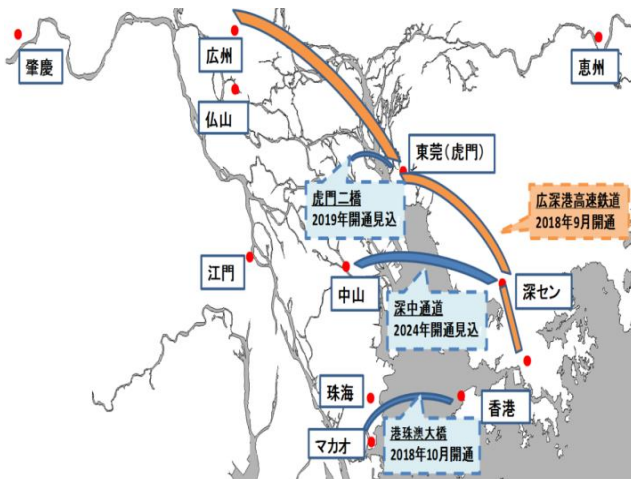 肇慶
広州
恵州
仏山
東莞(虎門)
虎門二橋
2019年開通見込
広深港高速鉄道
2018年9月開通
江門
中山
深セン
深中通道
2024年開通見込
珠海
香港
マカオ
港珠澳大橋
2018年10月開通